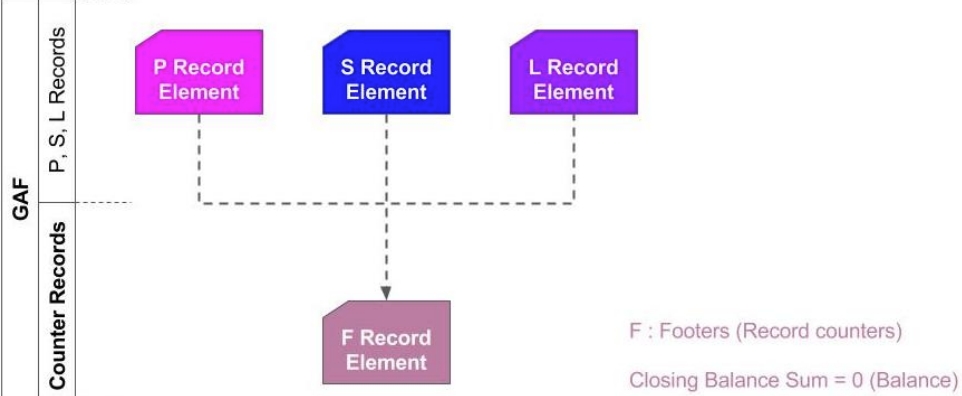 GAF
P, S, L Records
P Record
Element
S Record
Element
L Record
Element
Counter Records
F Record
Element
F : Footers (Record counters)
Closing Balance Sum = 0 (Balance)